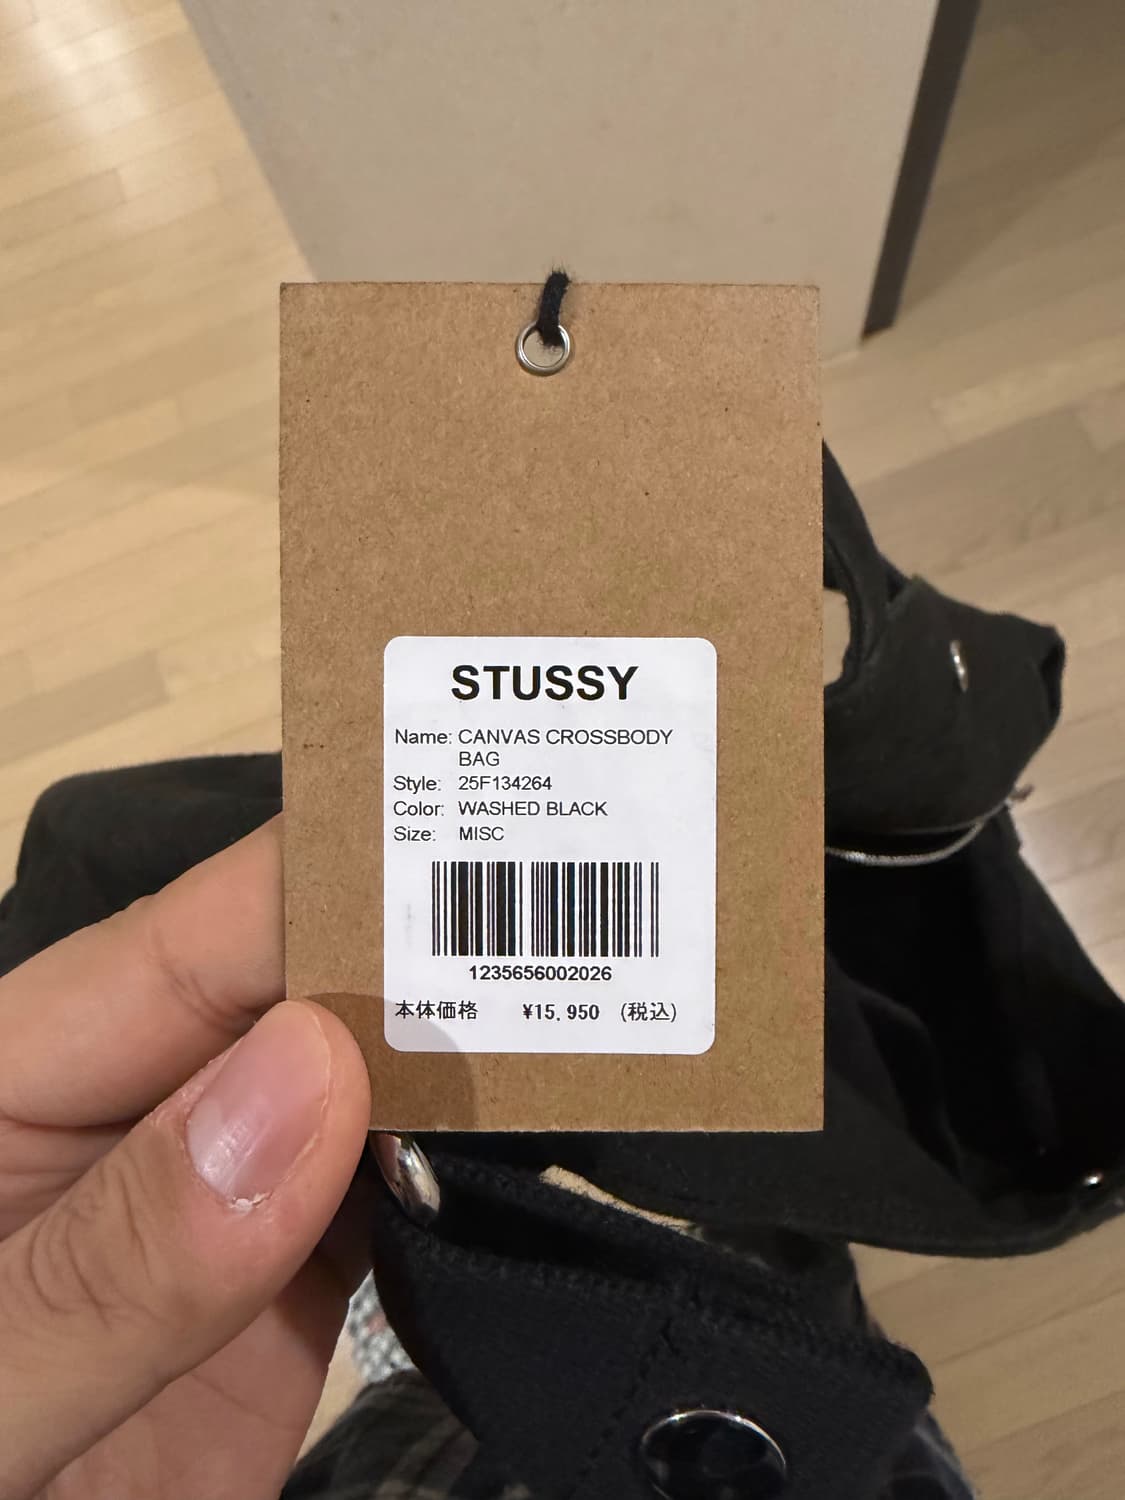 STUSSY
Name: CANVAS CROSSBODY
BAG
Style: 25F134264
Color: WASHED BLACK
Size: MISC
1235656002026
本体価格 ¥15,950 (税込)